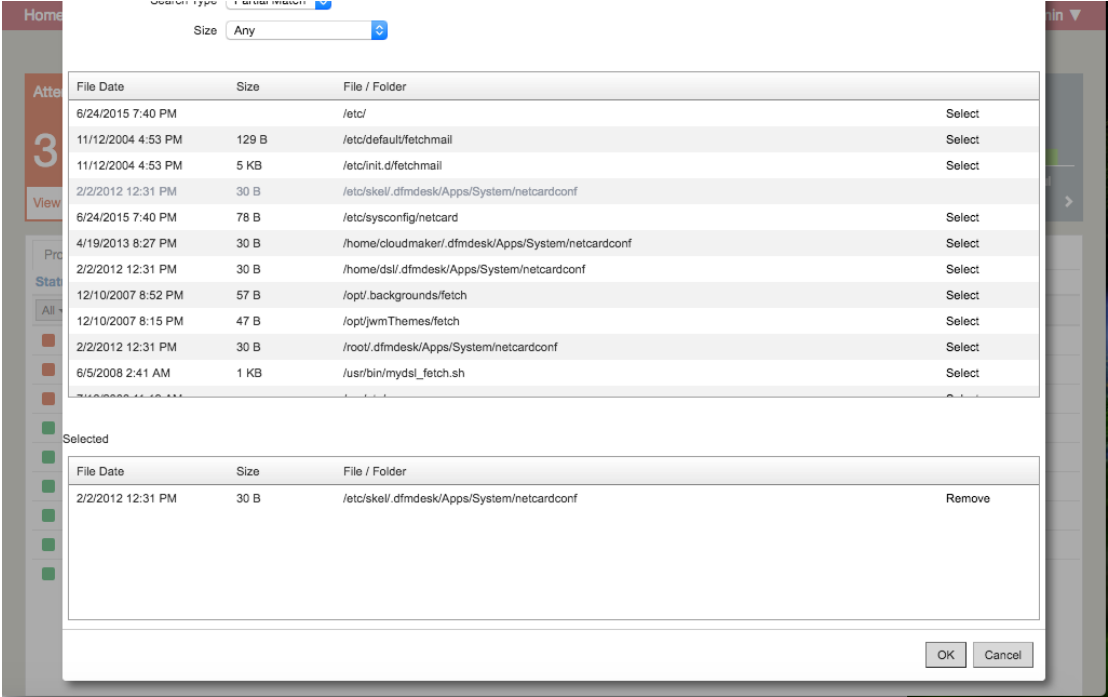 Home
min ▼
Search Type Partial Match
Size Any
Atte
3
View
Pro
Stat
All
File Date Size File / Folder
6/24/2015 7:40 PM /etc/ Select
11/12/2004 4:53 PM 129 B /etc/default/fetchmail Select
11/12/2004 4:53 PM 5 KB /etc/init.d/fetchmail Select
2/2/2012 12:31 PM 30 B /etc/skel/.dfmdesk/Apps/System/netcardconf
6/24/2015 7:40 PM 78 B /etc/sysconfig/netcard Select
4/19/2013 8:27 PM 30 B /home/cloudmaker/.dfmdesk/Apps/System/netcardconf Select
2/2/2012 12:31 PM 30 B /home/dsl/.dfmdesk/Apps/System/netcardconf Select
12/10/2007 8:52 PM 57 B /opt/.backgrounds/fetch Select
12/10/2007 8:15 PM 47 B /opt/jwmThemes/fetch Select
2/2/2012 12:31 PM 30 B /root/.dfmdesk/Apps/System/netcardconf Select
6/5/2008 2:41 AM 1 KB /usr/bin/mydsl_fetch.sh Select
Selected
File Date Size File / Folder
2/2/2012 12:31 PM 30 B /etc/skel/.dfmdesk/Apps/System/netcardconf Remove
OK Cancel